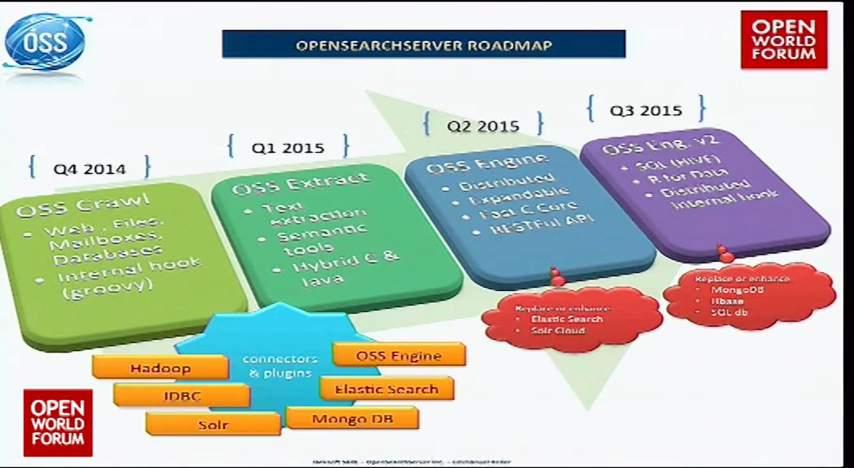 OSS
OPENSEARCHSERVER ROADMAP
OPEN
WORLD
FORUM
Q4 2014
Q1 2015
Q2 2015
Q3 2015
OSS Crawl
• Web, Files,
Mailboxes,
Databases
• Internal hook
(groovy)
OSS Extract
• Text
extraction
• Semantic
tools
• Hybrid C &
Java
OSS Engine
• Distributed
• Expandable
• Fast C Core
• RESTFul API
OSS Eng. v2
• SQL (HIVE)
• R for Data
• Distributed
Internal hook
Replace or enhance
• Elastic Search
• Solr Cloud
Replace or enhance
• MongoDB
• Hbase
• SQL db
connectors
& plugins
Hadoop
JDBC
Solr
OSS Engine
Elastic Search
Mongo DB
OPEN
WORLD
FORUM
OpenSearchServer Inc. - Emmanuel Keller